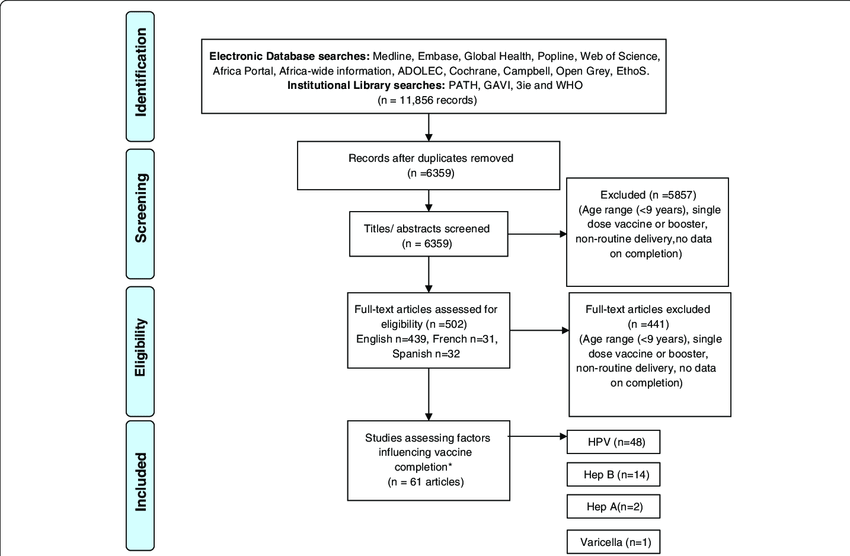 Identification
Electronic Database searches: Medline, Embase, Global Health, Popline, Web of Science,
Africa Portal, Africa-wide information, ADOLEC, Cochrane, Campbell, Open Grey, EthoS.
Institutional Library searches: PATH, GAVI, 3ie and WHO
(n = 11,856 records)
Screening
Records after duplicates removed
(n =6359)
Titles/ abstracts screened
(n = 6359)
Excluded (n =5857)
(Age range (<9 years), single
dose vaccine or booster,
non-routine delivery,no data
on completion)
Eligibility
Full-text articles assessed for
eligibility (n =502)
English n=439, French n=31,
Spanish n=32
Full-text articles excluded
(n =441)
(Age range (<9 years), single
dose vaccine or booster,
non-routine delivery, no data
on completion)
Included
Studies assessing factors
influencing vaccine
completion*
(n = 61 articles)
HPV (n=48)
Hep B (n=14)
Hep A(n=2)
Varicella (n=1)